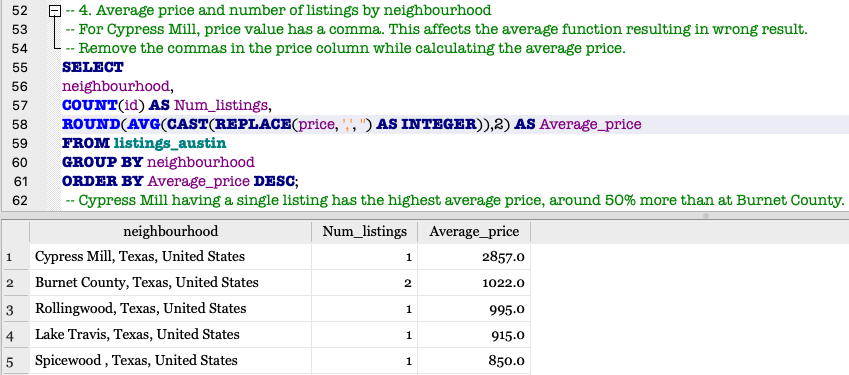 52 -- 4. Average price and number of listings by neighbourhood
53 -- For Cypress Mill, price value has a comma. This affects the average function resulting in wrong result.
54 -- Remove the commas in the price column while calculating the average price.
55 SELECT
56 neighbourhood,
57 COUNT(id) AS Num_listings,
58 ROUND(AVG(CAST(REPLACE(price, ',', '') AS INTEGER)),2) AS Average_price
59 FROM listings_austin
60 GROUP BY neighbourhood
61 ORDER BY Average_price DESC;
62 -- Cypress Mill having a single listing has the highest average price, around 50% more than at Burnet County.
neighbourhood Num_listings Average_price
1 Cypress Mill, Texas, United States 1 2857.0
2 Burnet County, Texas, United States 2 1022.0
3 Rollingwood, Texas, United States 1 995.0
4 Lake Travis, Texas, United States 1 915.0
5 Spicewood , Texas, United States 1 850.0